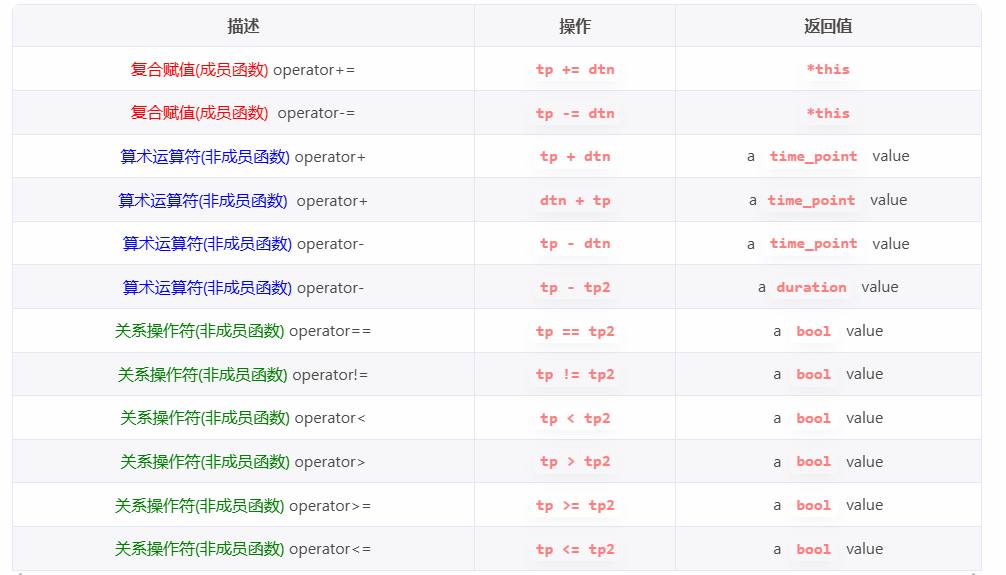 描述 操作 返回值
复合赋值(成员函数) operator+= tp += dtn *this
复合赋值(成员函数) operator-= tp -= dtn *this
算术运算符(非成员函数) operator+ tp + dtn a time_point value
算术运算符(非成员函数) operator+ dtn + tp a time_point value
算术运算符(非成员函数) operator- tp - dtn a time_point value
算术运算符(非成员函数) operator- tp - tp2 a duration value
关系操作符(非成员函数) operator== tp == tp2 a bool value
关系操作符(非成员函数) operator!= tp != tp2 a bool value
关系操作符(非成员函数) operator< tp < tp2 a bool value
关系操作符(非成员函数) operator> tp > tp2 a bool value
关系操作符(非成员函数) operator>= tp >= tp2 a bool value
关系操作符(非成员函数) operator<= tp <= tp2 a bool value